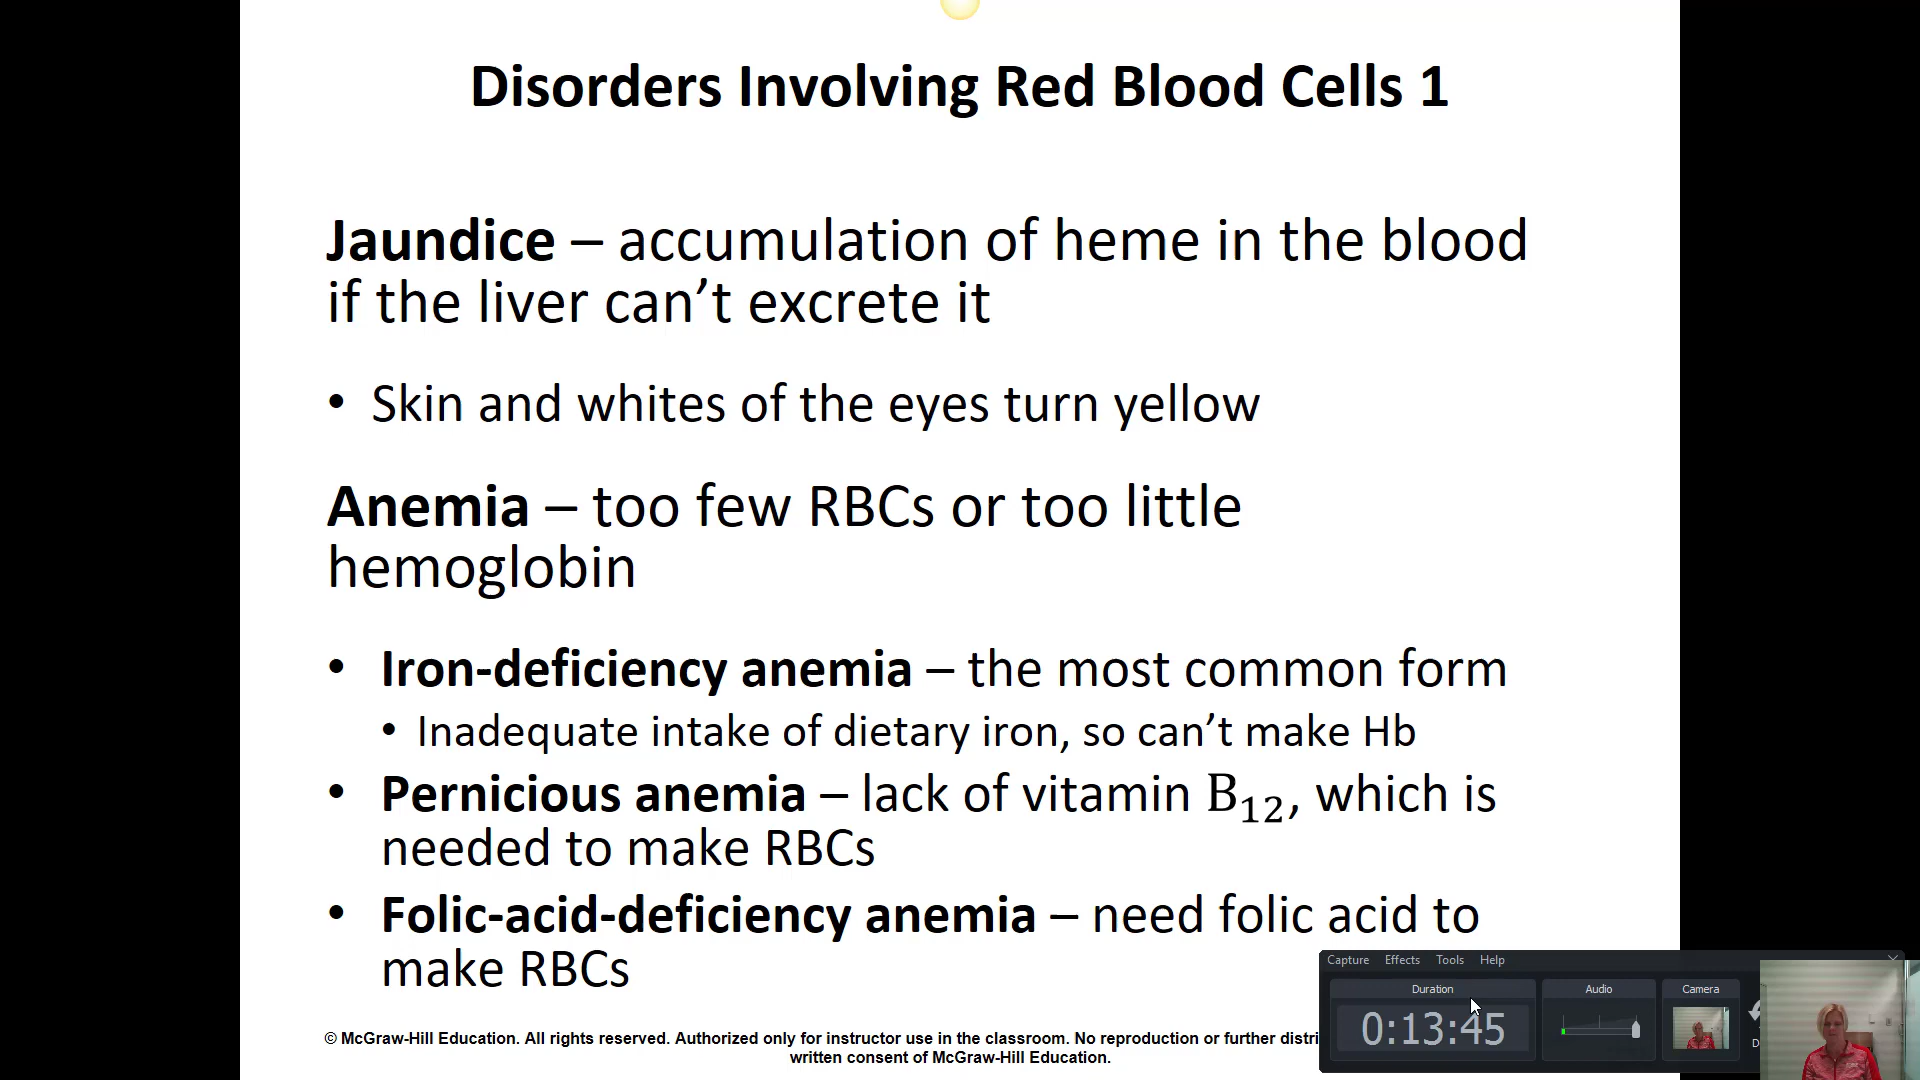 Disorders Involving Red Blood Cells 1
Jaundice – accumulation of heme in the blood
if the liver can’t excrete it
• Skin and whites of the eyes turn yellow
Anemia – too few RBCs or too little
hemoglobin
• Iron-deficiency anemia – the most common form
• Inadequate intake of dietary iron, so can’t make Hb
• Pernicious anemia – lack of vitamin B₁₂, which is
needed to make RBCs
• Folic-acid-deficiency anemia – need folic acid to
make RBCs
© McGraw-Hill Education. All rights reserved. Authorized only for instructor use in the classroom. No reproduction or further
written consent of McGraw-Hill Education.
Capture Effects Tools Help
Duration Audio Camera
0:13:45